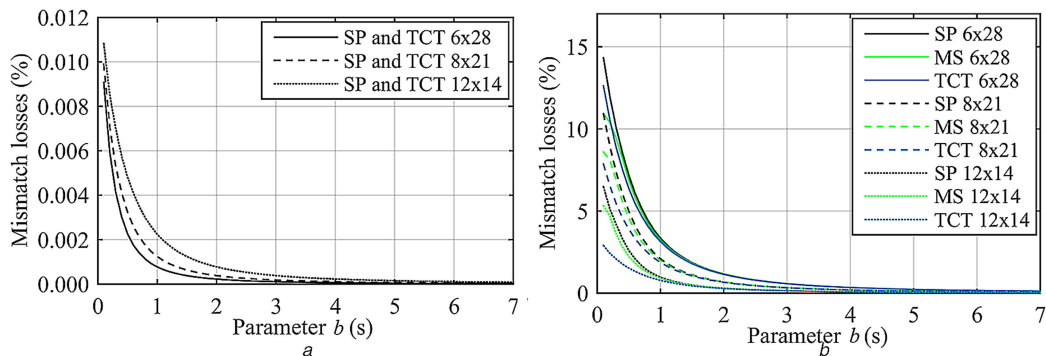 0.012
0.010
0.008
0.006
0.004
0.002
0.000
Mismatch losses (%)
SP and TCT 6x28
SP and TCT 8x21
SP and TCT 12x14
0 1 2 3 4 5 6 7
Parameter b (s)
a
15
10
5
0
Mismatch losses (%)
SP 6x28
MS 6x28
TCT 6x28
SP 8x21
MS 8x21
TCT 8x21
SP 12x14
MS 12x14
TCT 12x14
0 1 2 3 4 5 6 7
Parameter b (s)
b